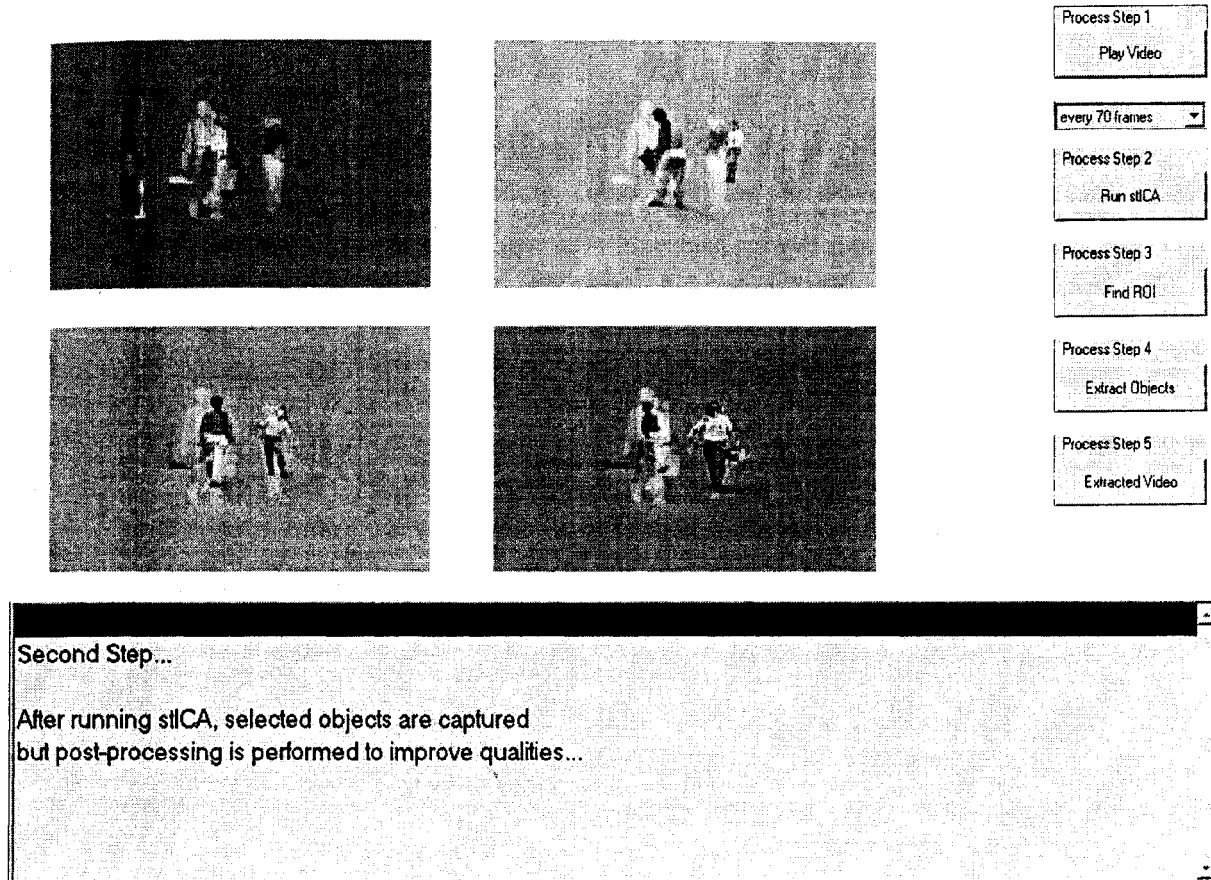 Process Step 1
Play Video
every 70 frames
Process Step 2
Run stICA
Process Step 3
Find ROI
Process Step 4
Extract Objects
Process Step 5
Extracted Video
Second Step...
After running stICA, selected objects are captured
but post-processing is performed to improve qualities...